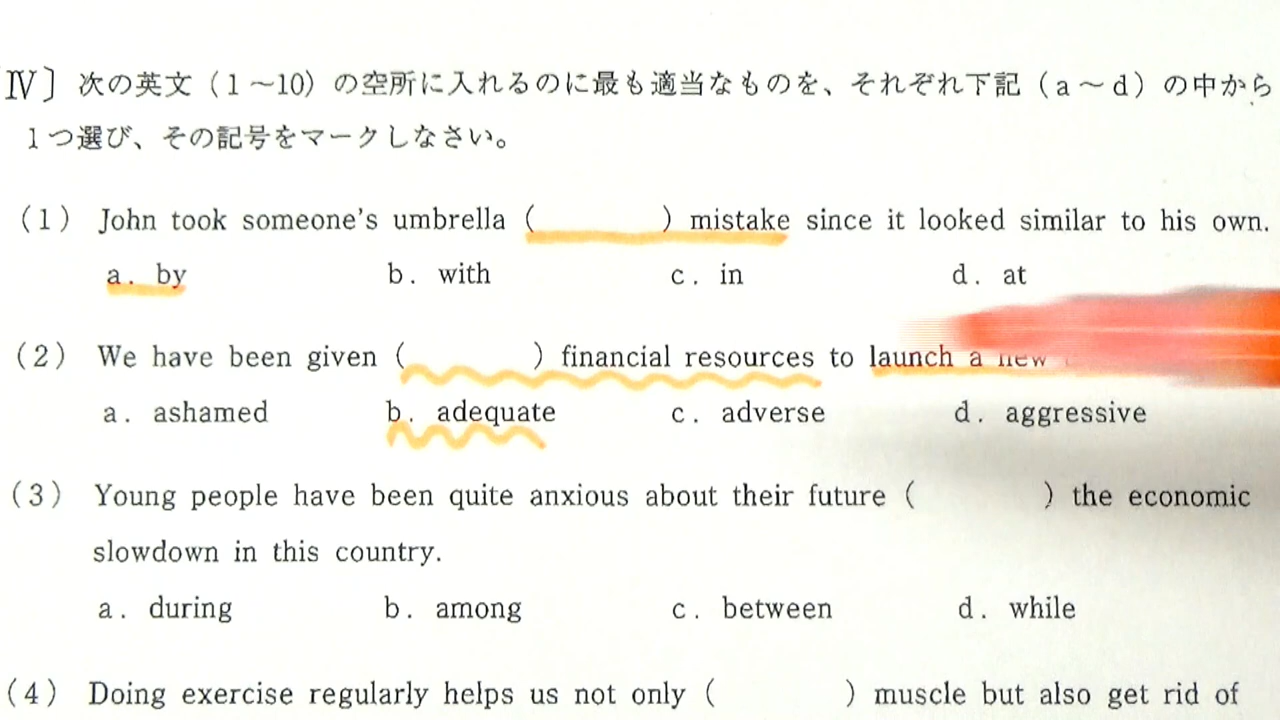 Ⅳ〕次の英文（1～10）の空所に入れるのに最も適当なものを、それぞれ下記（a～d）の中から
1つ選び、その記号をマークしなさい。
（1） John took someone's umbrella（　　　）mistake since it looked similar to his own.
a．by　b．with　c．in　d．at
（2） We have been given（　　　）financial resources to launch a new
a．ashamed　b．adequate　c．adverse　d．aggressive
（3） Young people have been quite anxious about their future（　　　）the economic
slowdown in this country.
a．during　b．among　c．between　d．while
（4） Doing exercise regularly helps us not only（　　　）muscle but also get rid of